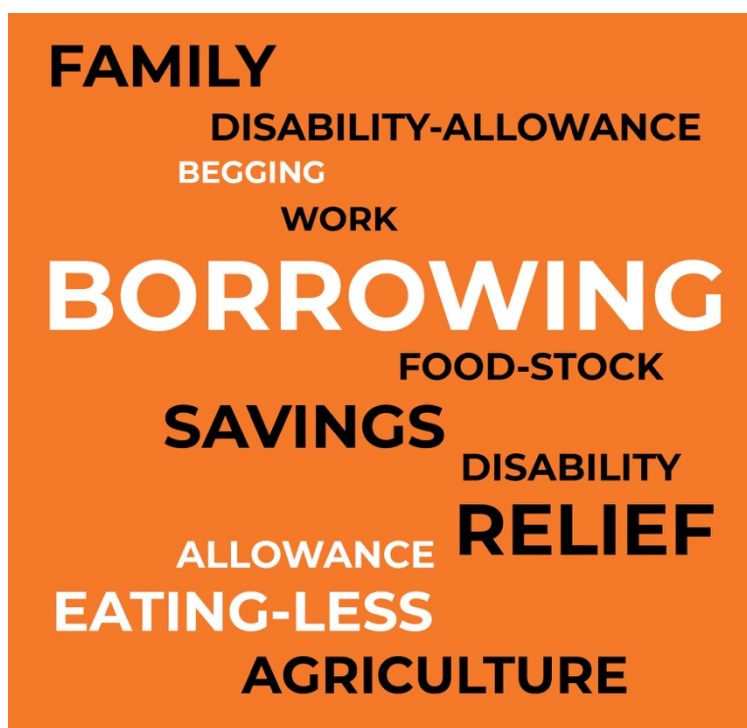 FAMILY
DISABILITY-ALLOWANCE
BEGGING
WORK
BORROWING
FOOD-STOCK
SAVINGS
DISABILITY
RELIEF
ALLOWANCE
EATING-LESS
AGRICULTURE